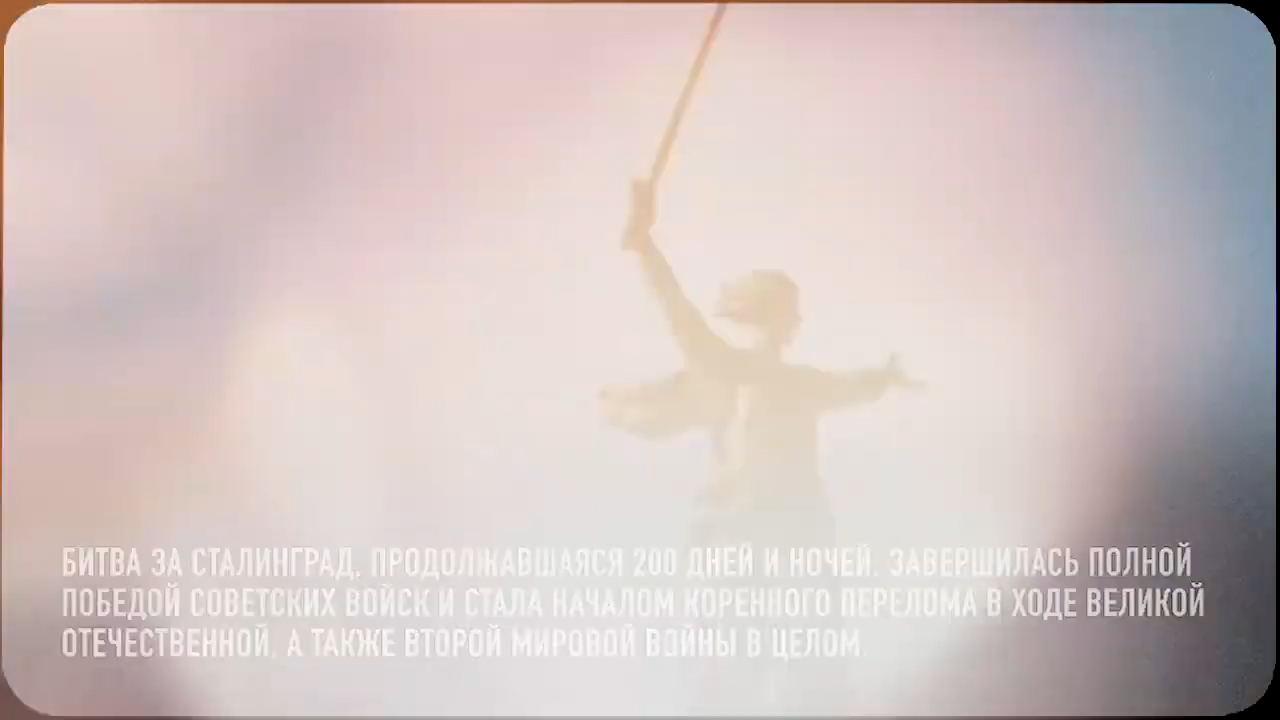 БИТВА ЗА СТАЛИНГРАД, ПРОДОЛЖАВШАЯСЯ 200 ДНЕЙ И НОЧЕЙ, ЗАВЕРШИЛАСЬ ПОЛНОЙ
ПОБЕДОЙ СОВЕТСКИХ ВОЙСК И СТАЛА НАЧАЛОМ КОРЕННОГО ПЕРЕЛОМА В ХОДЕ ВЕЛИКОЙ
ОТЕЧЕСТВЕННОЙ, А ТАКЖЕ ВТОРОЙ МИРОВОЙ ВОЙНЫ В ЦЕЛОМ.